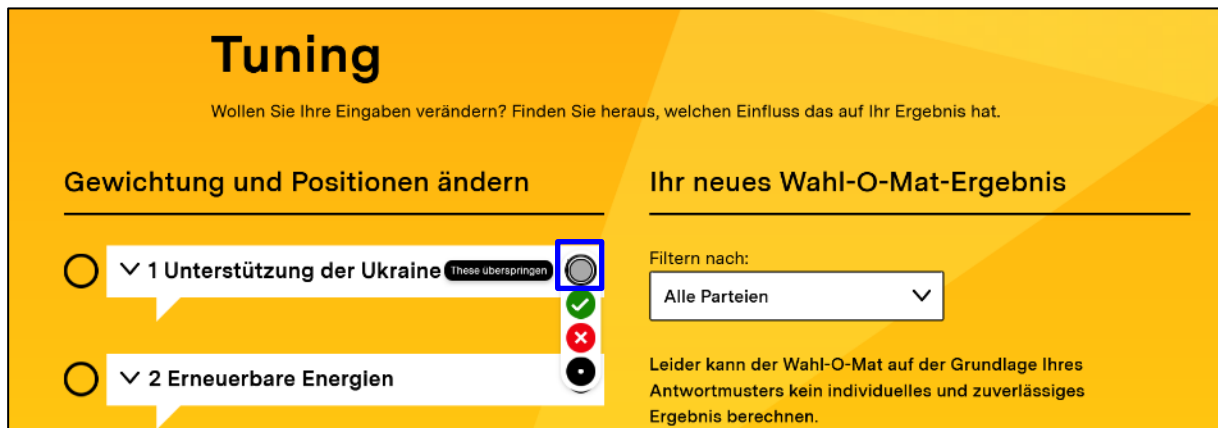 Tuning
Wollen Sie Ihre Eingaben verändern? Finden Sie heraus, welchen Einfluss das auf Ihr Ergebnis hat.
Gewichtung und Positionen ändern
1 Unterstützung der Ukraine
These überspringen
2 Erneuerbare Energien
Ihr neues Wahl-O-Mat-Ergebnis
Filtern nach:
Alle Parteien
Leider kann der Wahl-O-Mat auf der Grundlage Ihres
Antwortmusters kein individuelles und zuverlässiges
Ergebnis berechnen.